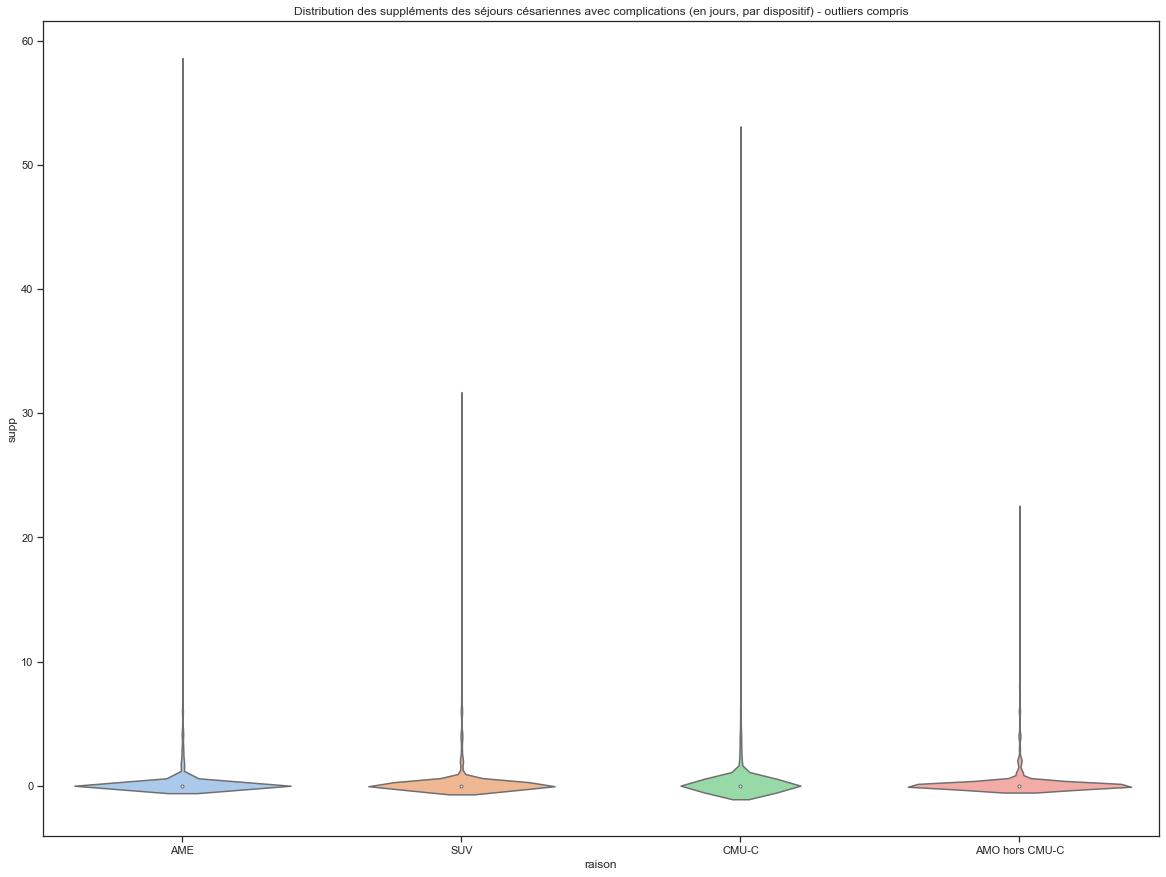 Distribution des suppléments des séjours césariennes avec complications (en jours, par dispositif) - outliers compris
60
50
40
30
20
10
0
supp
AME
SUV
CMU-C
AMO hors CMU-C
raison